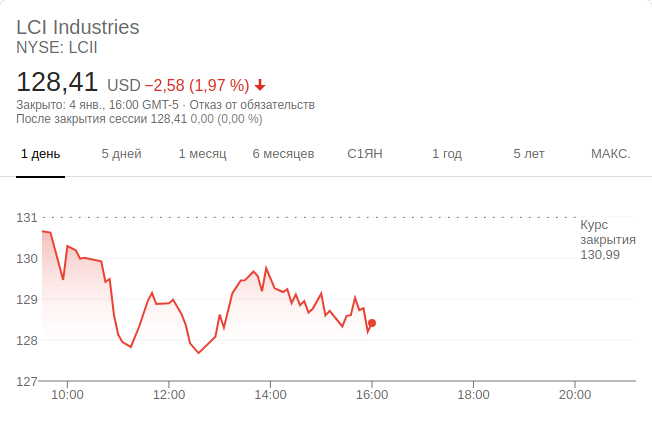 LCI Industries
NYSE: LCII
128,41 USD −2,58 (1,97 %)
Закрыто: 4 янв., 16:00 GMT-5 · Отказ от обязательств
После закрытия сессии 128,41 0,00 (0,00 %)
1 день 5 дней 1 месяц 6 месяцев С1ЯН 1 год 5 лет МАКС.
131
Курс
закрытия
130,99
130
129
128
127
10:00 12:00 14:00 16:00 18:00 20:00